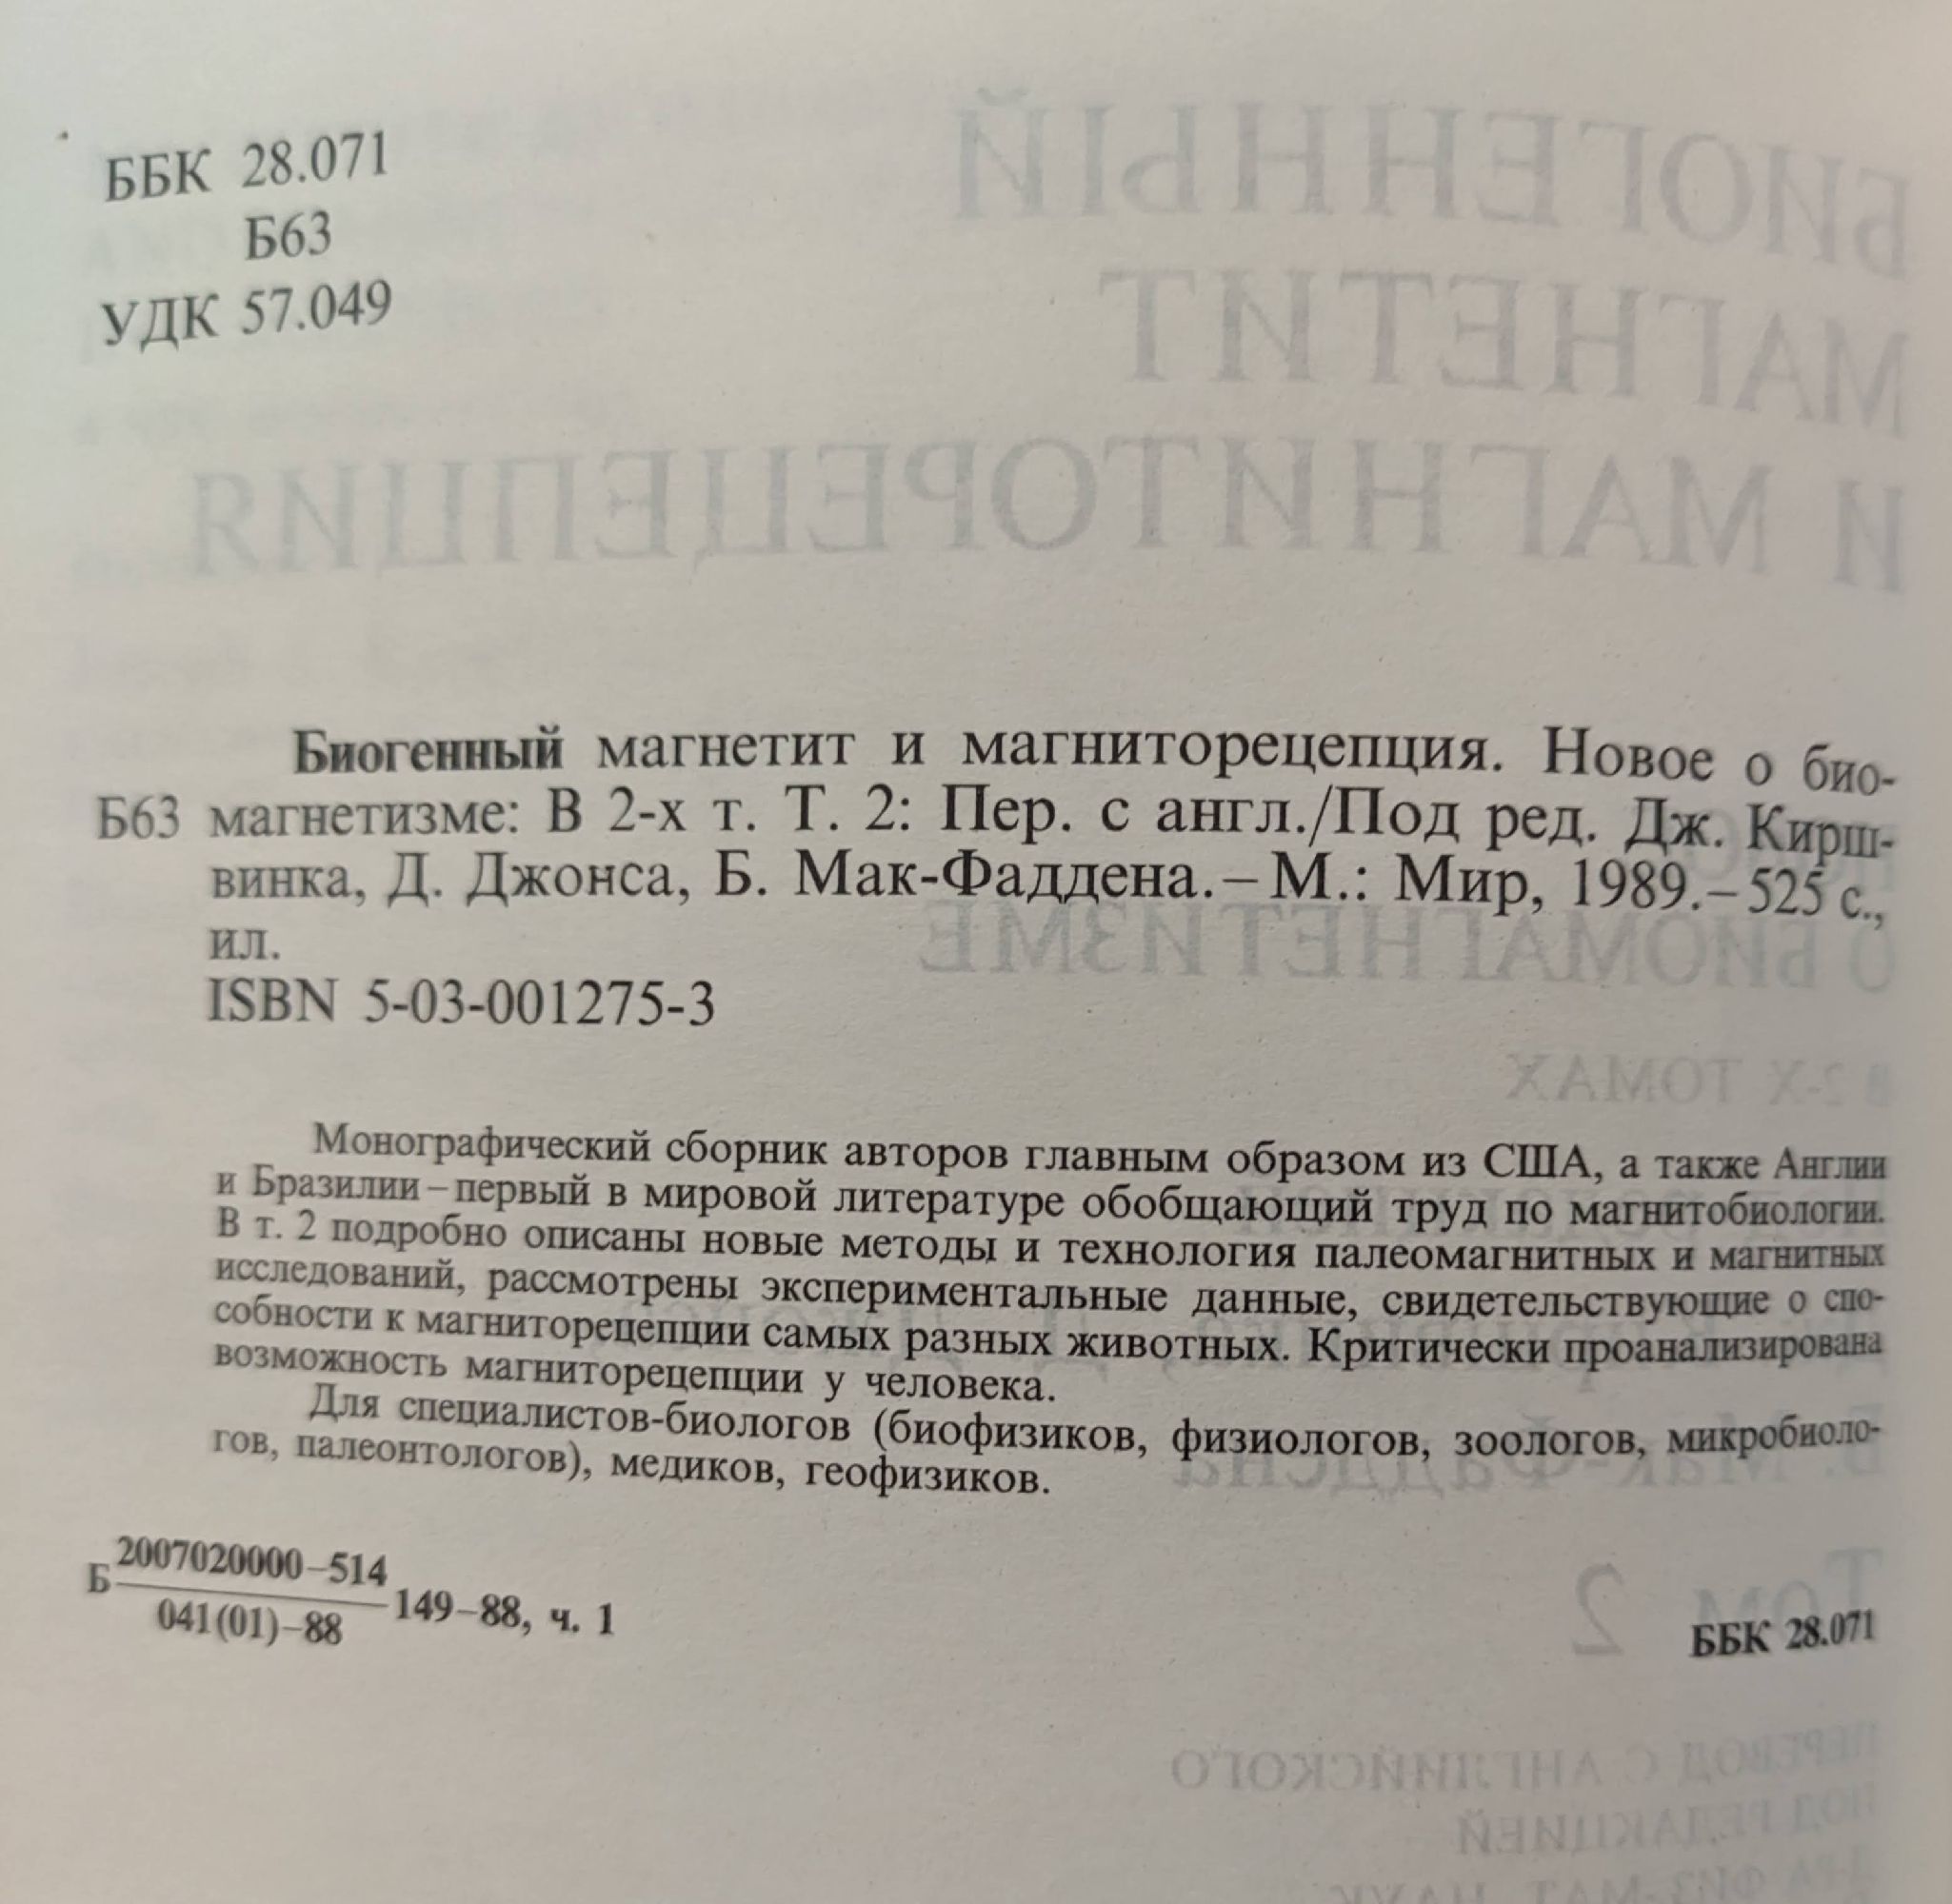 ББК 28.071
Б63
УДК 57.049
Биогенный магнетит и магниторецепция. Новое о био-
Б63 магнетизме: В 2-х т. Т. 2: Пер. с англ./Под ред. Дж. Кирш-
винка, Д. Джонса, Б. Мак-Фаддена.–М.: Мир, 1989.–525 с.,
ил.
ISBN 5-03-001275-3
Монографический сборник авторов главным образом из США, а также Англии
и Бразилии–первый в мировой литературе обобщающий труд по магнитобиологии.
В т. 2 подробно описаны новые методы и технология палеомагнитных и магнитных
исследований, рассмотрены экспериментальные данные, свидетельствующие о спо-
собности к магниторецепции самых разных животных. Критически проанализирована
возможность магниторецепции у человека.
Для специалистов-биологов (биофизиков, физиологов, зоологов, микробиоло-
гов, палеонтологов), медиков, геофизиков.
2007020000–514
Б 149–88, ч. 1
041(01)–88
ББК 28.071